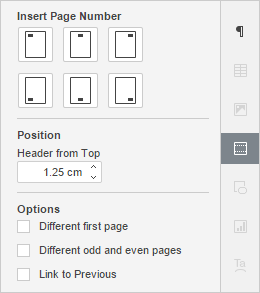 Insert Page Number
Position
Header from Top
1.25 cm
Options
Different first page
Different odd and even pages
Link to Previous
Ta